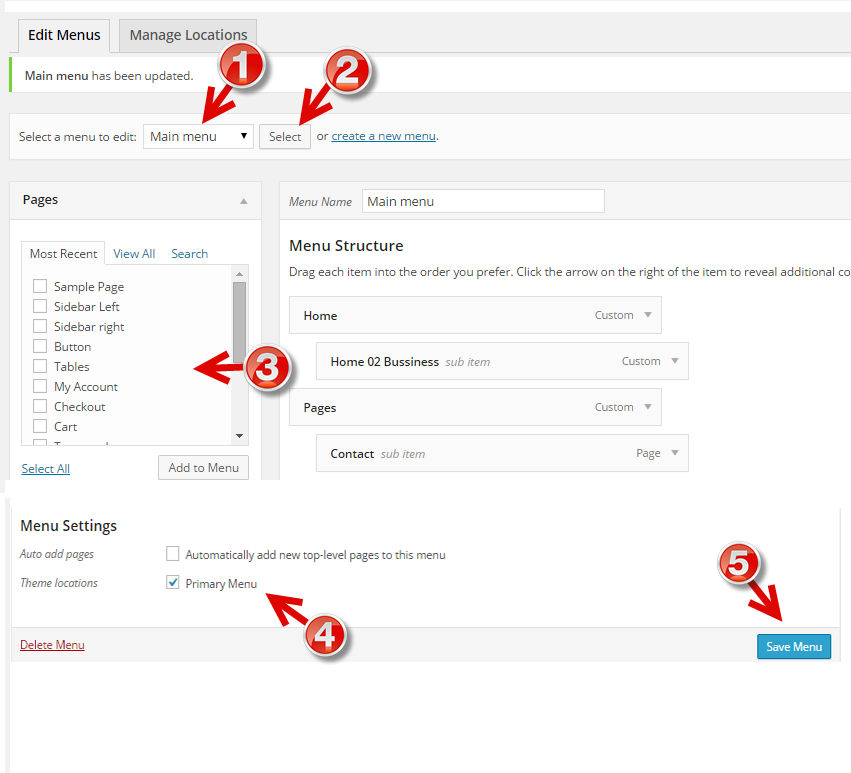 Edit Menus Manage Locations
Main menu has been updated.
1 2
Select a menu to edit: Main menu Select or create a new menu.
Pages
Most Recent View All Search
Sample Page
Sidebar Left
Sidebar right
Button
Tables
My Account
Checkout
Cart
Select All Add to Menu
3
Menu Name Main menu
Menu Structure
Drag each item into the order you prefer. Click the arrow on the right of the item to reveal additional co
Home Custom
Home 02 Bussiness sub item Custom
Pages Custom
Contact sub item Page
Menu Settings
Auto add pages Automatically add new top-level pages to this menu
Theme locations Primary Menu
4
5
Delete Menu Save Menu